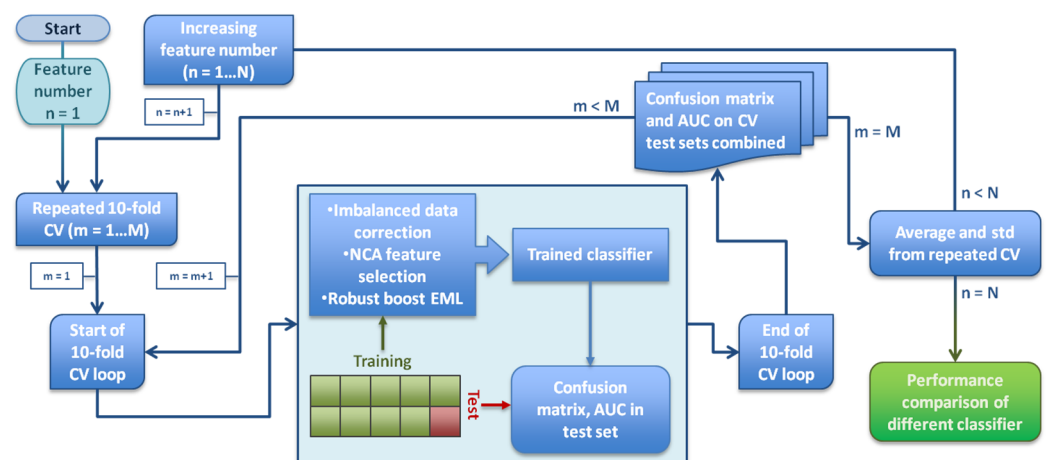 Start
Feature
number
n = 1
Increasing
feature number
(n = 1...N)
n = n+1
Repeated 10-fold
CV (m = 1...M)
m = 1
m = m+1
Start of
10-fold
CV loop
•Imbalanced data
correction
•NCA feature
selection
•Robust boost EML
Trained classifier
Training
Test
Confusion
matrix, AUC in
test set
End of
10-fold
CV loop
m < M
Confusion matrix
and AUC on CV
test sets combined
m = M
n < N
Average and std
from repeated CV
n = N
Performance
comparison of
different classifier